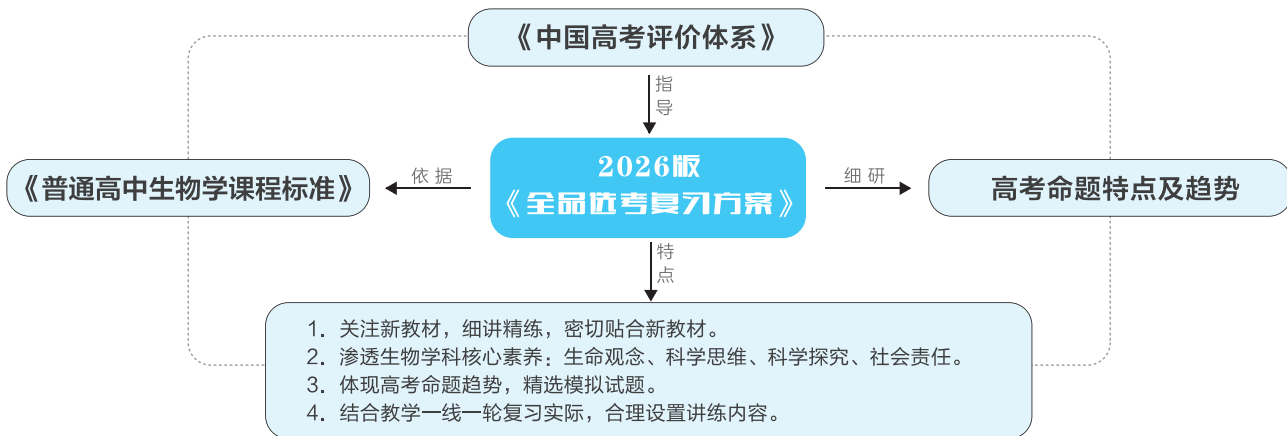 《中国高考评价体系》
指导
2026版
《全品选考复习方案》
《普通高中生物学课程标准》
依据
细研
高考命题特点及趋势
特点
1. 关注新教材，细讲精练，密切贴合新教材。
2. 渗透生物学科核心素养：生命观念、科学思维、科学探究、社会责任。
3. 体现高考命题趋势，精选模拟试题。
4. 结合教学一线一轮复习实际，合理设置讲练内容。